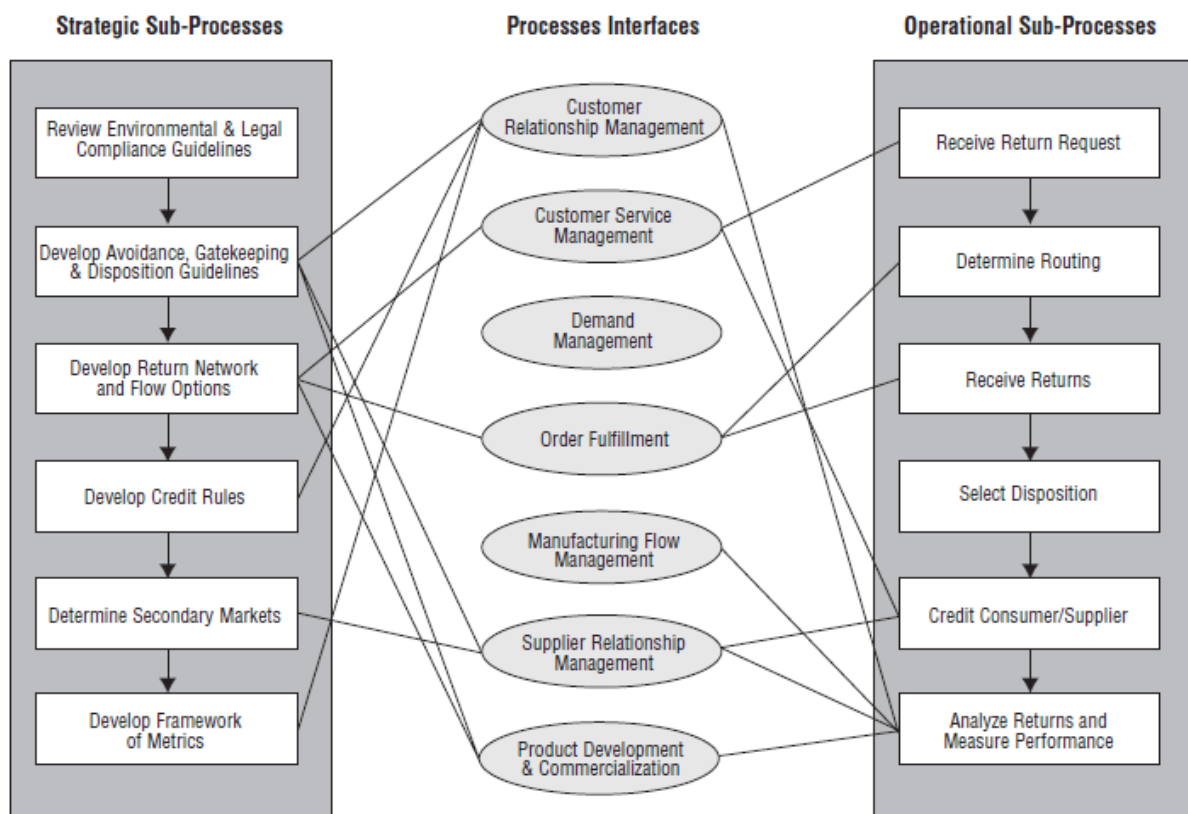 Strategic Sub-Processes
Processes Interfaces
Operational Sub-Processes
Review Environmental & Legal
Compliance Guidelines
Develop Avoidance, Gatekeeping
& Disposition Guidelines
Develop Return Network
and Flow Options
Develop Credit Rules
Determine Secondary Markets
Develop Framework
of Metrics
Customer
Relationship Management
Customer Service
Management
Demand
Management
Order Fulfillment
Manufacturing Flow
Management
Supplier Relationship
Management
Product Development
& Commercialization
Receive Return Request
Determine Routing
Receive Returns
Select Disposition
Credit Consumer/Supplier
Analyze Returns and
Measure Performance